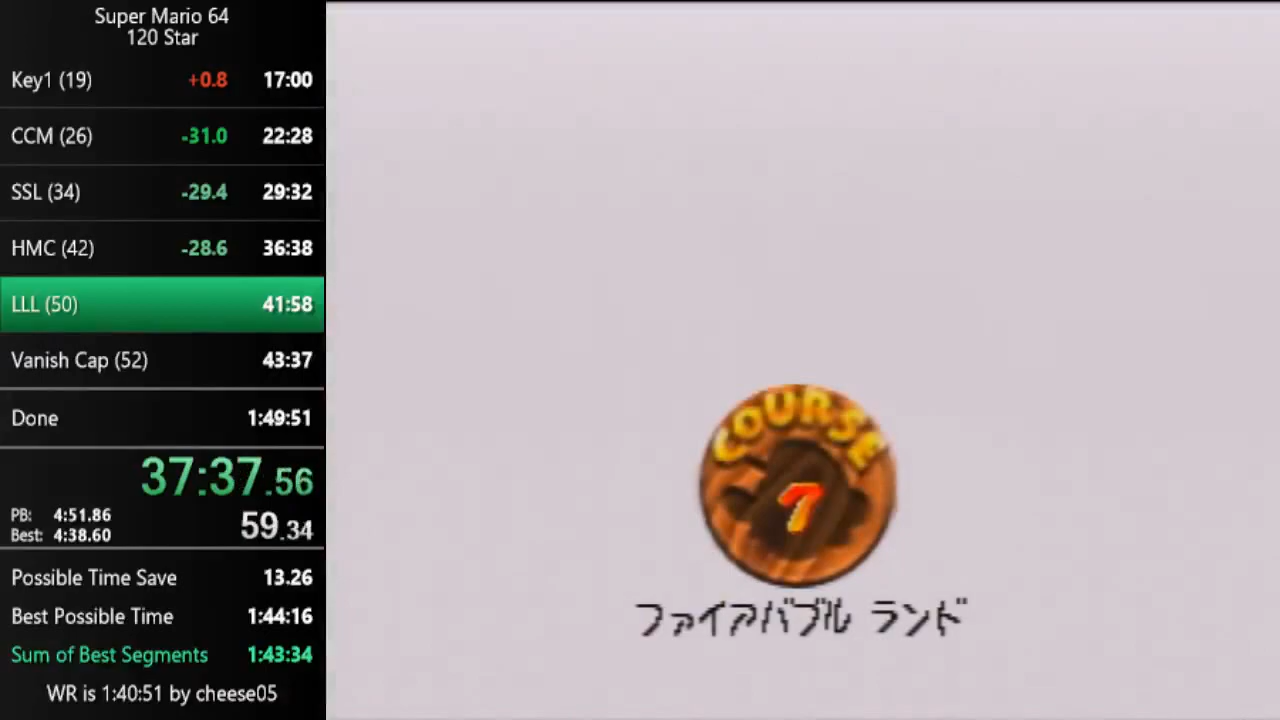 Super Mario 64
120 Star
Key1 (19) +0.8 17:00
CCM (26) -31.0 22:28
SSL (34) -29.4 29:32
HMC (42) -28.6 36:38
LLL (50) 41:58
Vanish Cap (52) 43:37
Done 1:49:51
37:37.56
PB: 4:51.86
Best: 4:38.60
59.34
Possible Time Save 13.26
Best Possible Time 1:44:16
Sum of Best Segments 1:43:34
WR is 1:40:51 by cheese05
COURSE
7
ファイアバブル ランド